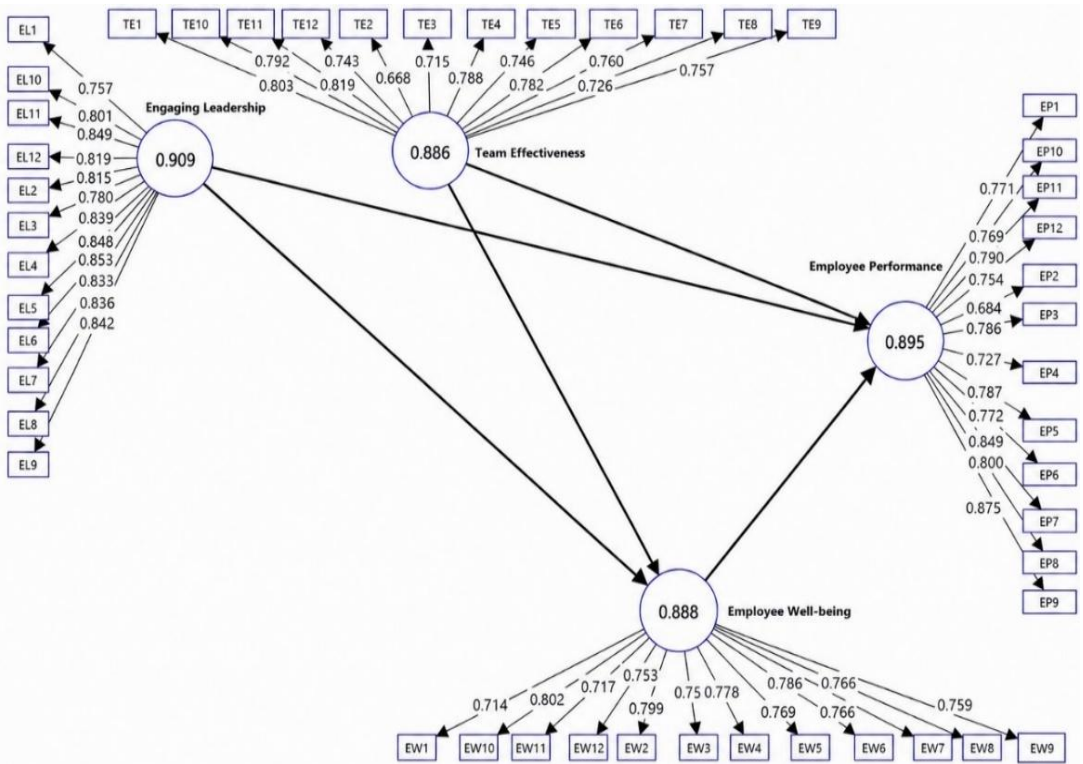 EL1
TE1
TE10
TE11
TE12
TE2
TE3
TE4
TE5
TE6
TE7
TE8
TE9
0.792
0.743
0.715
0.746
0.760
0.757
0.803
0.819
0.668
0.788
0.782
0.726
EL10
EL11
EL12
EL2
EL3
EL4
EL5
EL6
EL7
EL8
EL9
0.757
0.801
0.849
0.819
0.815
0.780
0.839
0.848
0.853
0.833
0.836
0.842
Engaging Leadership
0.909
0.886
Team Effectiveness
EP1
EP10
EP11
EP12
EP2
EP3
EP4
EP5
EP6
EP7
EP8
EP9
0.771
0.769
0.790
0.754
0.684
0.786
0.727
0.787
0.772
0.849
0.800
0.875
Employee Performance
0.895
0.888
Employee Well-being
0.714
0.802
0.717
0.753
0.799
0.75
0.778
0.769
0.786
0.766
0.766
0.759
EW1
EW10
EW11
EW12
EW2
EW3
EW4
EW5
EW6
EW7
EW8
EW9